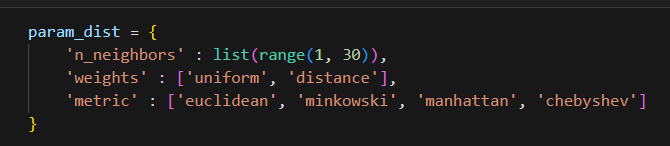 param_dist = {
    'n_neighbors' : list(range(1, 30)),
    'weights' : ['uniform', 'distance'],
    'metric' : ['euclidean', 'minkowski', 'manhattan', 'chebyshev']
}